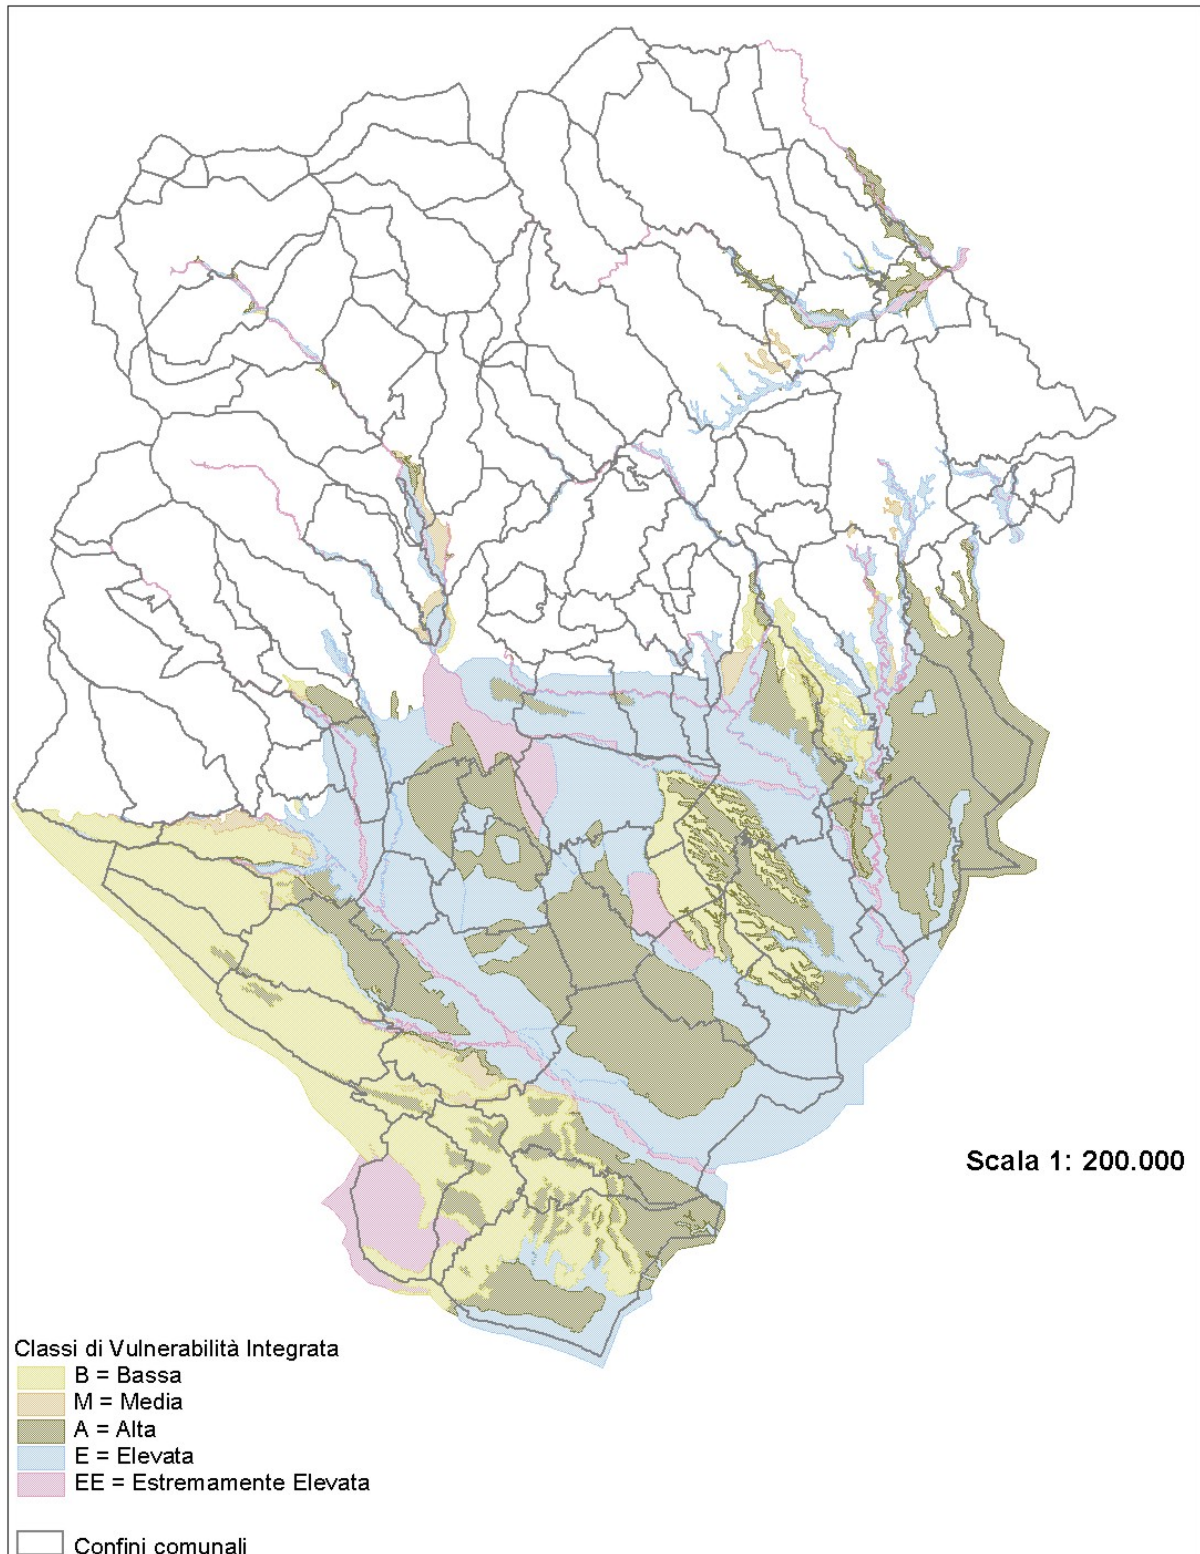 Scala 1: 200.000
Classi di Vulnerabilità Integrata
B = Bassa
M = Media
A = Alta
E = Elevata
EE = Estremamente Elevata
Confini comunali